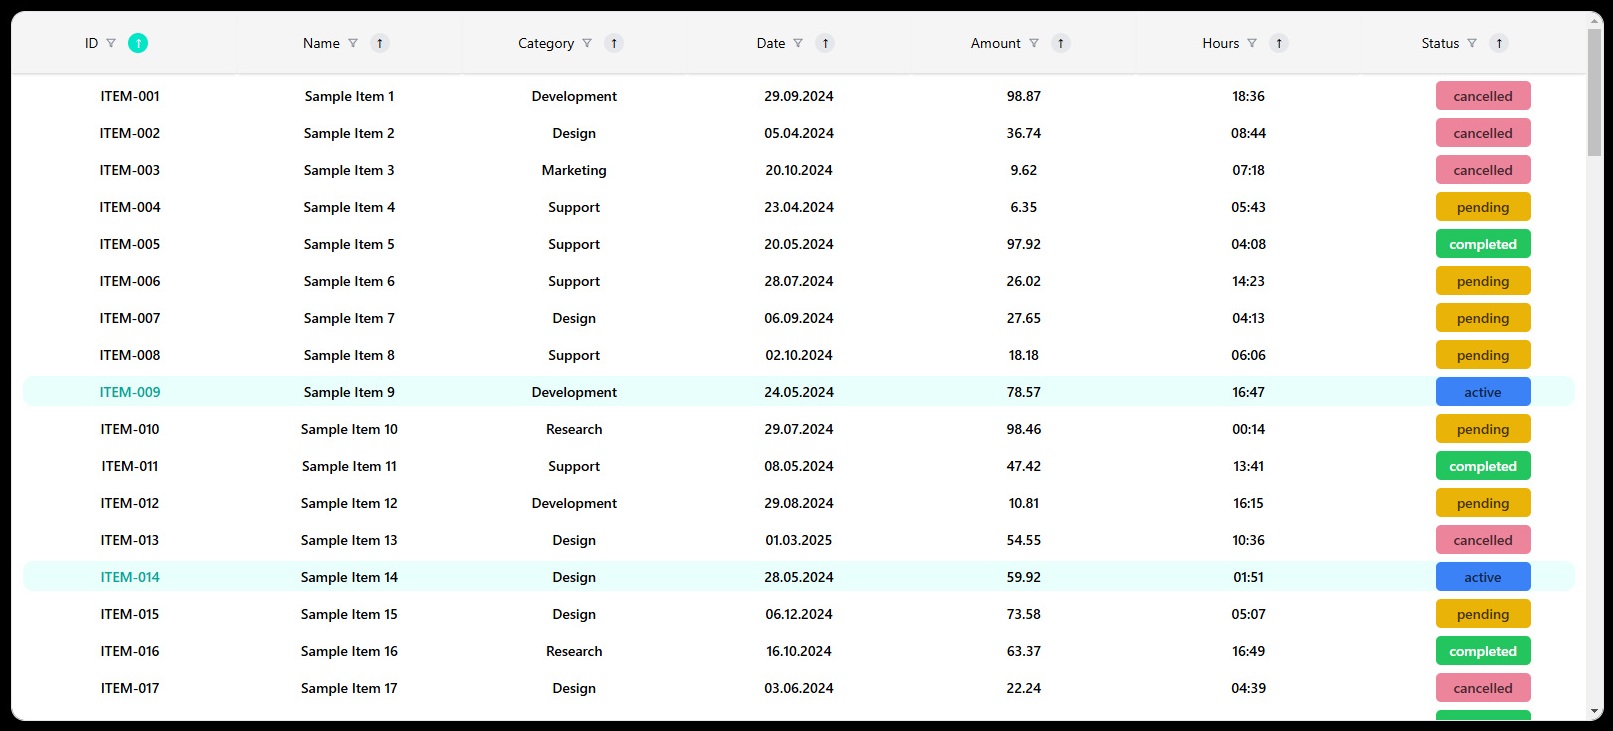 ID Name Category Date Amount Hours Status
ITEM-001 Sample Item 1 Development 29.09.2024 98.87 18:36 cancelled
ITEM-002 Sample Item 2 Design 05.04.2024 36.74 08:44 cancelled
ITEM-003 Sample Item 3 Marketing 20.10.2024 9.62 07:18 cancelled
ITEM-004 Sample Item 4 Support 23.04.2024 6.35 05:43 pending
ITEM-005 Sample Item 5 Support 20.05.2024 97.92 04:08 completed
ITEM-006 Sample Item 6 Support 28.07.2024 26.02 14:23 pending
ITEM-007 Sample Item 7 Design 06.09.2024 27.65 04:13 pending
ITEM-008 Sample Item 8 Support 02.10.2024 18.18 06:06 pending
ITEM-009 Sample Item 9 Development 24.05.2024 78.57 16:47 active
ITEM-010 Sample Item 10 Research 29.07.2024 98.46 00:14 pending
ITEM-011 Sample Item 11 Support 08.05.2024 47.42 13:41 completed
ITEM-012 Sample Item 12 Development 29.08.2024 10.81 16:15 pending
ITEM-013 Sample Item 13 Design 01.03.2025 54.55 10:36 cancelled
ITEM-014 Sample Item 14 Design 28.05.2024 59.92 01:51 active
ITEM-015 Sample Item 15 Design 06.12.2024 73.58 05:07 pending
ITEM-016 Sample Item 16 Research 16.10.2024 63.37 16:49 completed
ITEM-017 Sample Item 17 Design 03.06.2024 22.24 04:39 cancelled